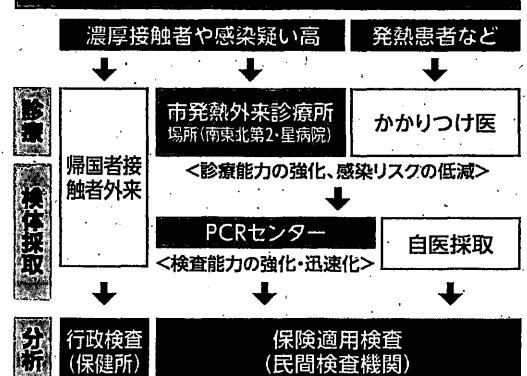 濃厚接触者や感染疑い高
発熱患者など
診療
市発熱外来診療所
場所(南東北第2・星病院)
かかりつけ医
帰国者接
触者外来
<診療能力の強化、感染リスクの低減>
検体採取
PCRセンター
自医採取
<検査能力の強化・迅速化>
分析
行政検査
(保健所)
保険適用検査
(民間検査機関)